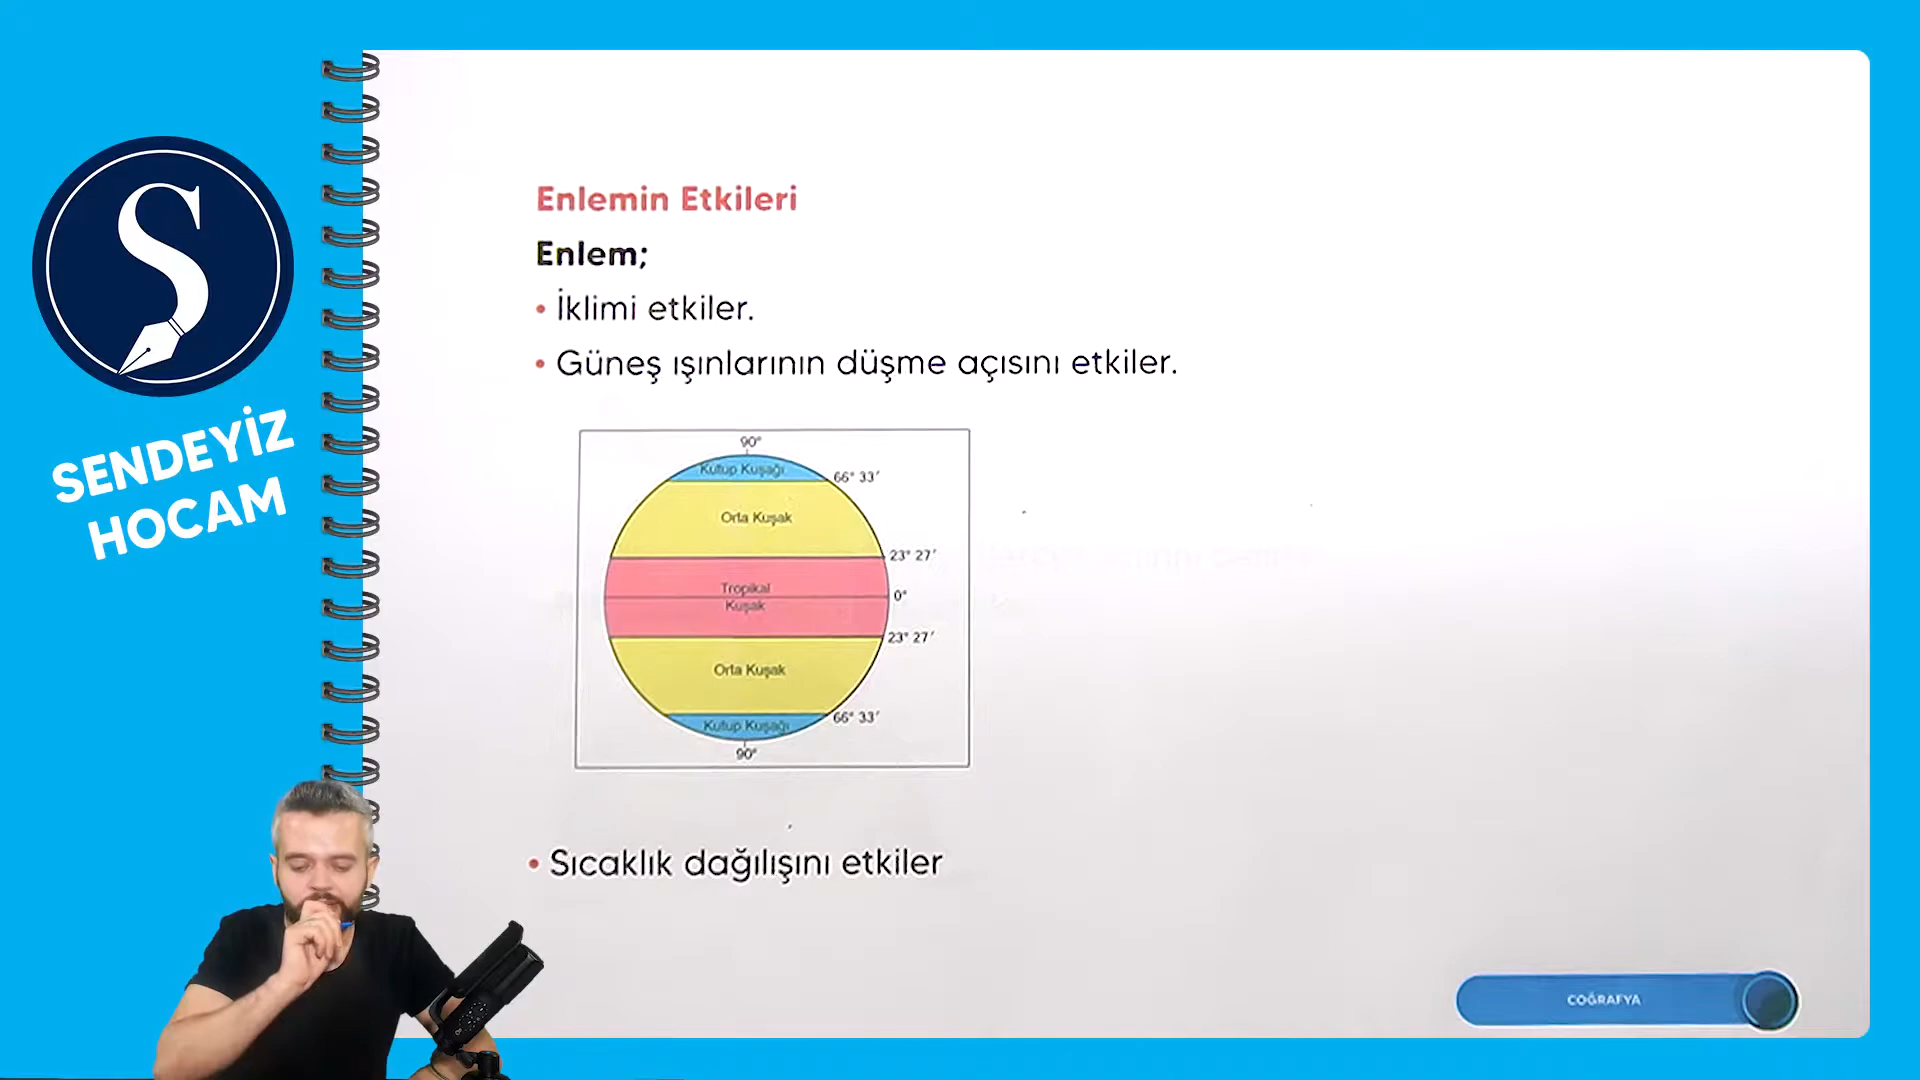 SENDEYİZ
HOCAM
Enlemin Etkileri
Enlem;
• İklimi etkiler.
• Güneş ışınlarının düşme açısını etkiler.
90°
Kutup Kuşağı
66° 33′
Orta Kuşak
23° 27′
Tropikal
0°
Kuşak
23° 27′
Orta Kuşak
66° 33′
Kutup Kuşağı
90°
• Sıcaklık dağılışını etkiler
COĞRAFYA